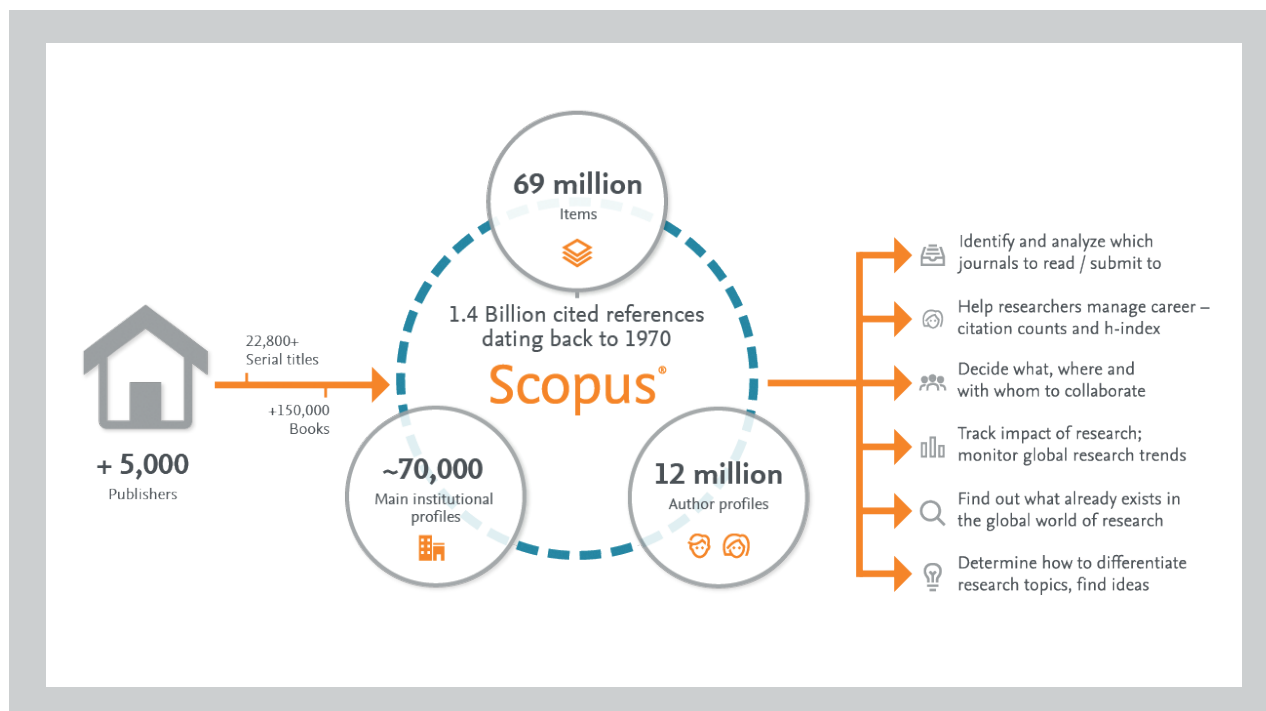 69 million
Items
1.4 Billion cited references
dating back to 1970
Scopus®
22,800+
Serial titles
+150,000
Books
+ 5,000
Publishers
~70,000
Main institutional
profiles
12 million
Author profiles
Identify and analyze which
journals to read / submit to
Help researchers manage career –
citation counts and h-index
Decide what, where and
with whom to collaborate
Track impact of research;
monitor global research trends
Find out what already exists in
the global world of research
Determine how to differentiate
research topics, find ideas